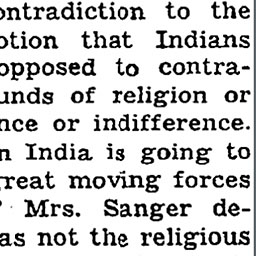 ontradiction to the
otion that Indians
opposed to contra-
unds of religion or
nce or indifference.
n India is going to
reat moving forces
Mrs. Sanger de-
as not the religious